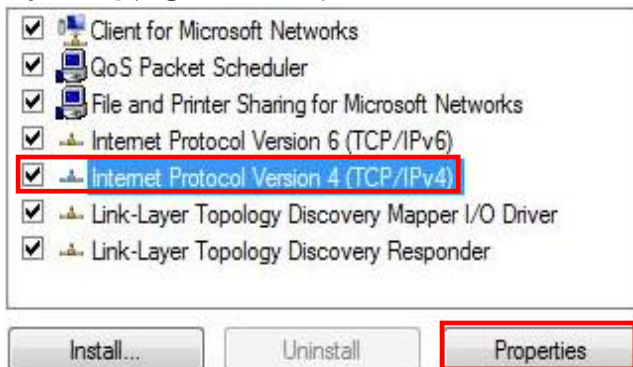 Client for Microsoft Networks
QoS Packet Scheduler
File and Printer Sharing for Microsoft Networks
Internet Protocol Version 6 (TCP/IPv6)
Internet Protocol Version 4 (TCP/IPv4)
Link-Layer Topology Discovery Mapper I/O Driver
Link-Layer Topology Discovery Responder
Install... Uninstall Properties